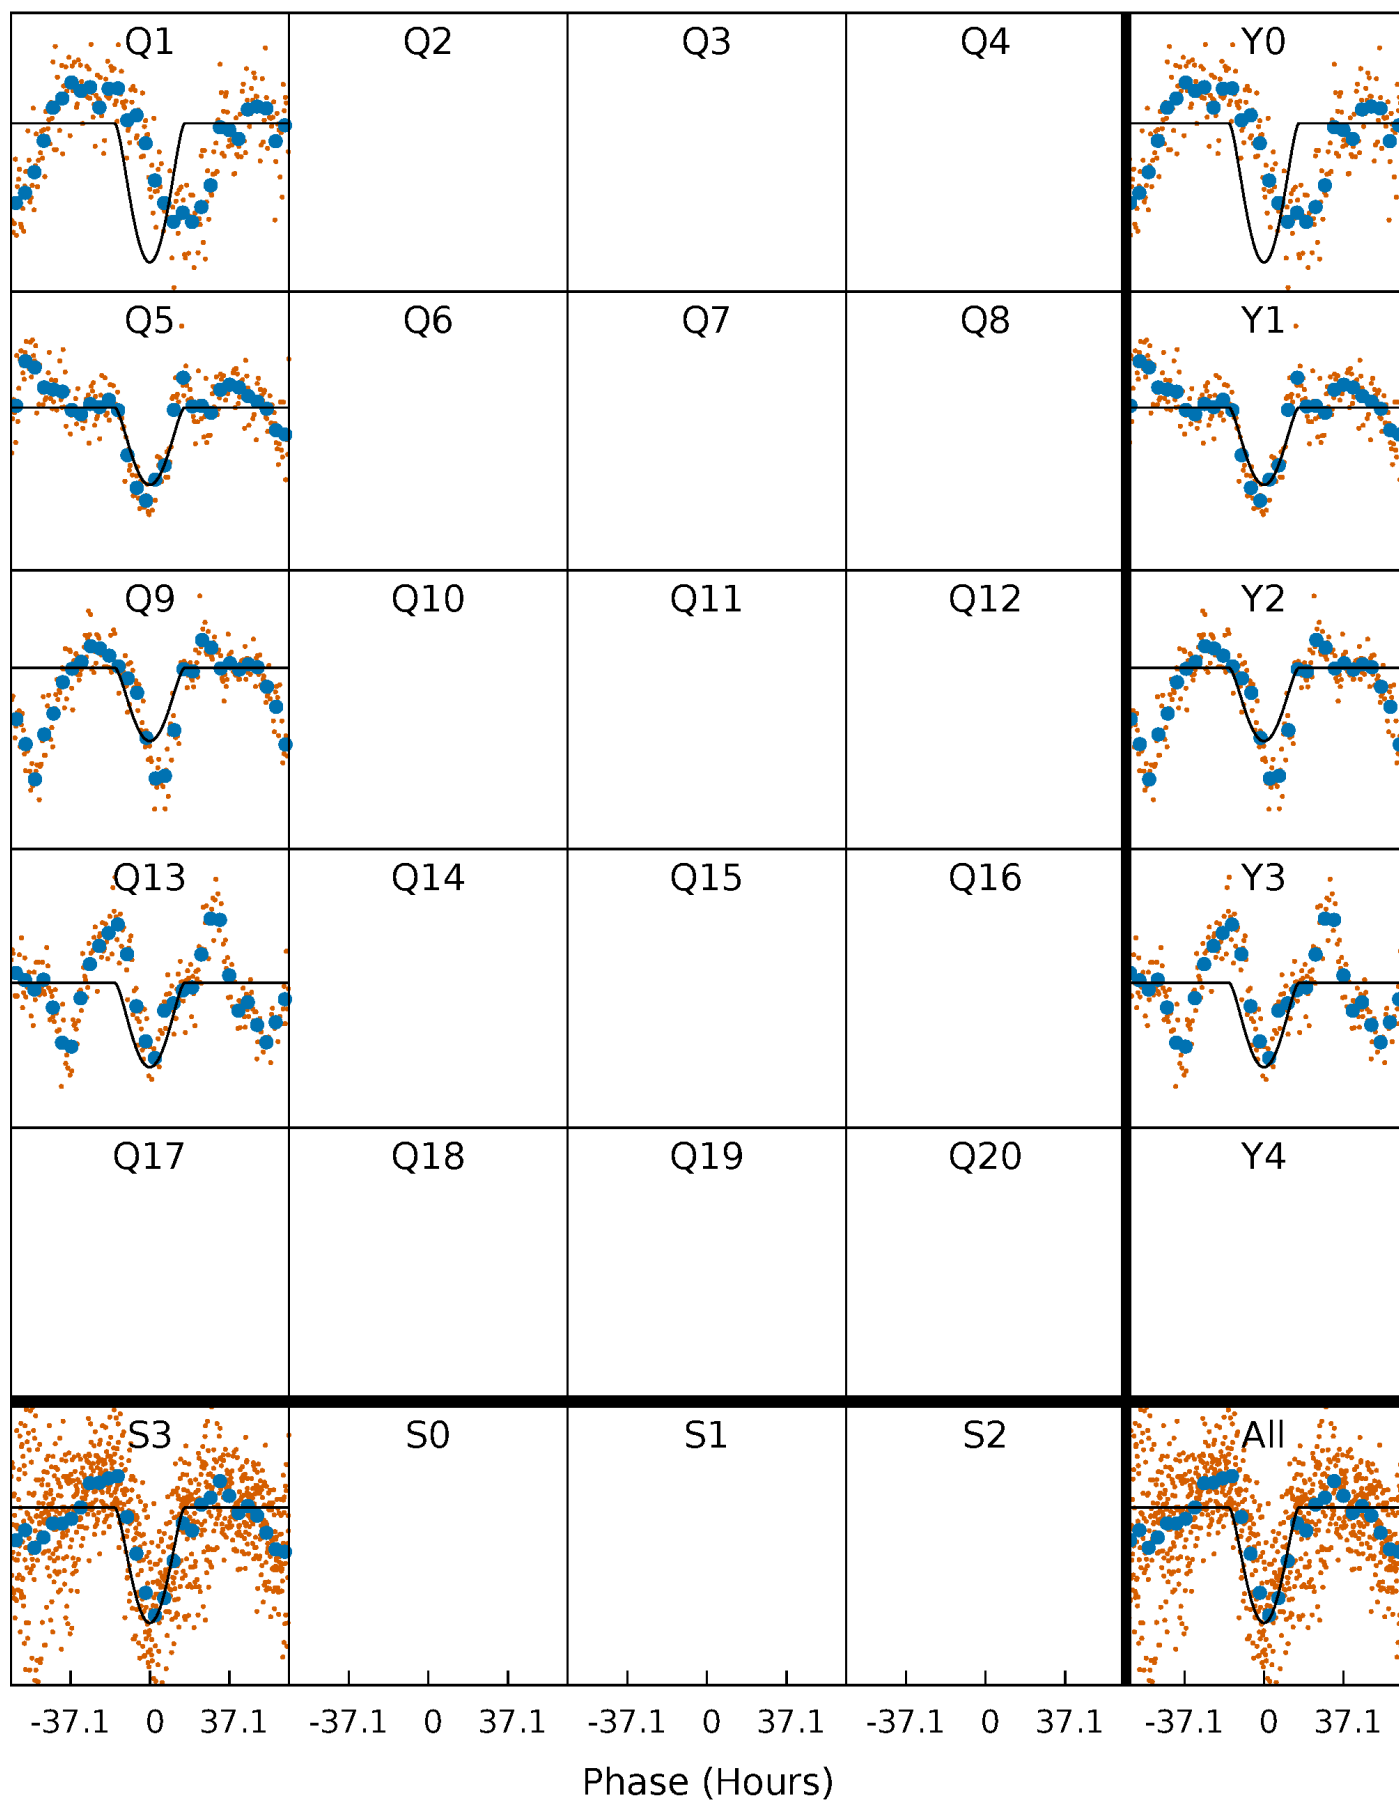 Q1 Q2 Q3 Q4 Y0
Q5 Q6 Q7 Q8 Y1
Q9 Q10 Q11 Q12 Y2
Q13 Q14 Q15 Q16 Y3
Q17 Q18 Q19 Q20 Y4
S3 S0 S1 S2 All
-37.1 0 37.1 -37.1 0 37.1 -37.1 0 37.1 -37.1 0 37.1 -37.1 0 37.1
Phase (Hours)